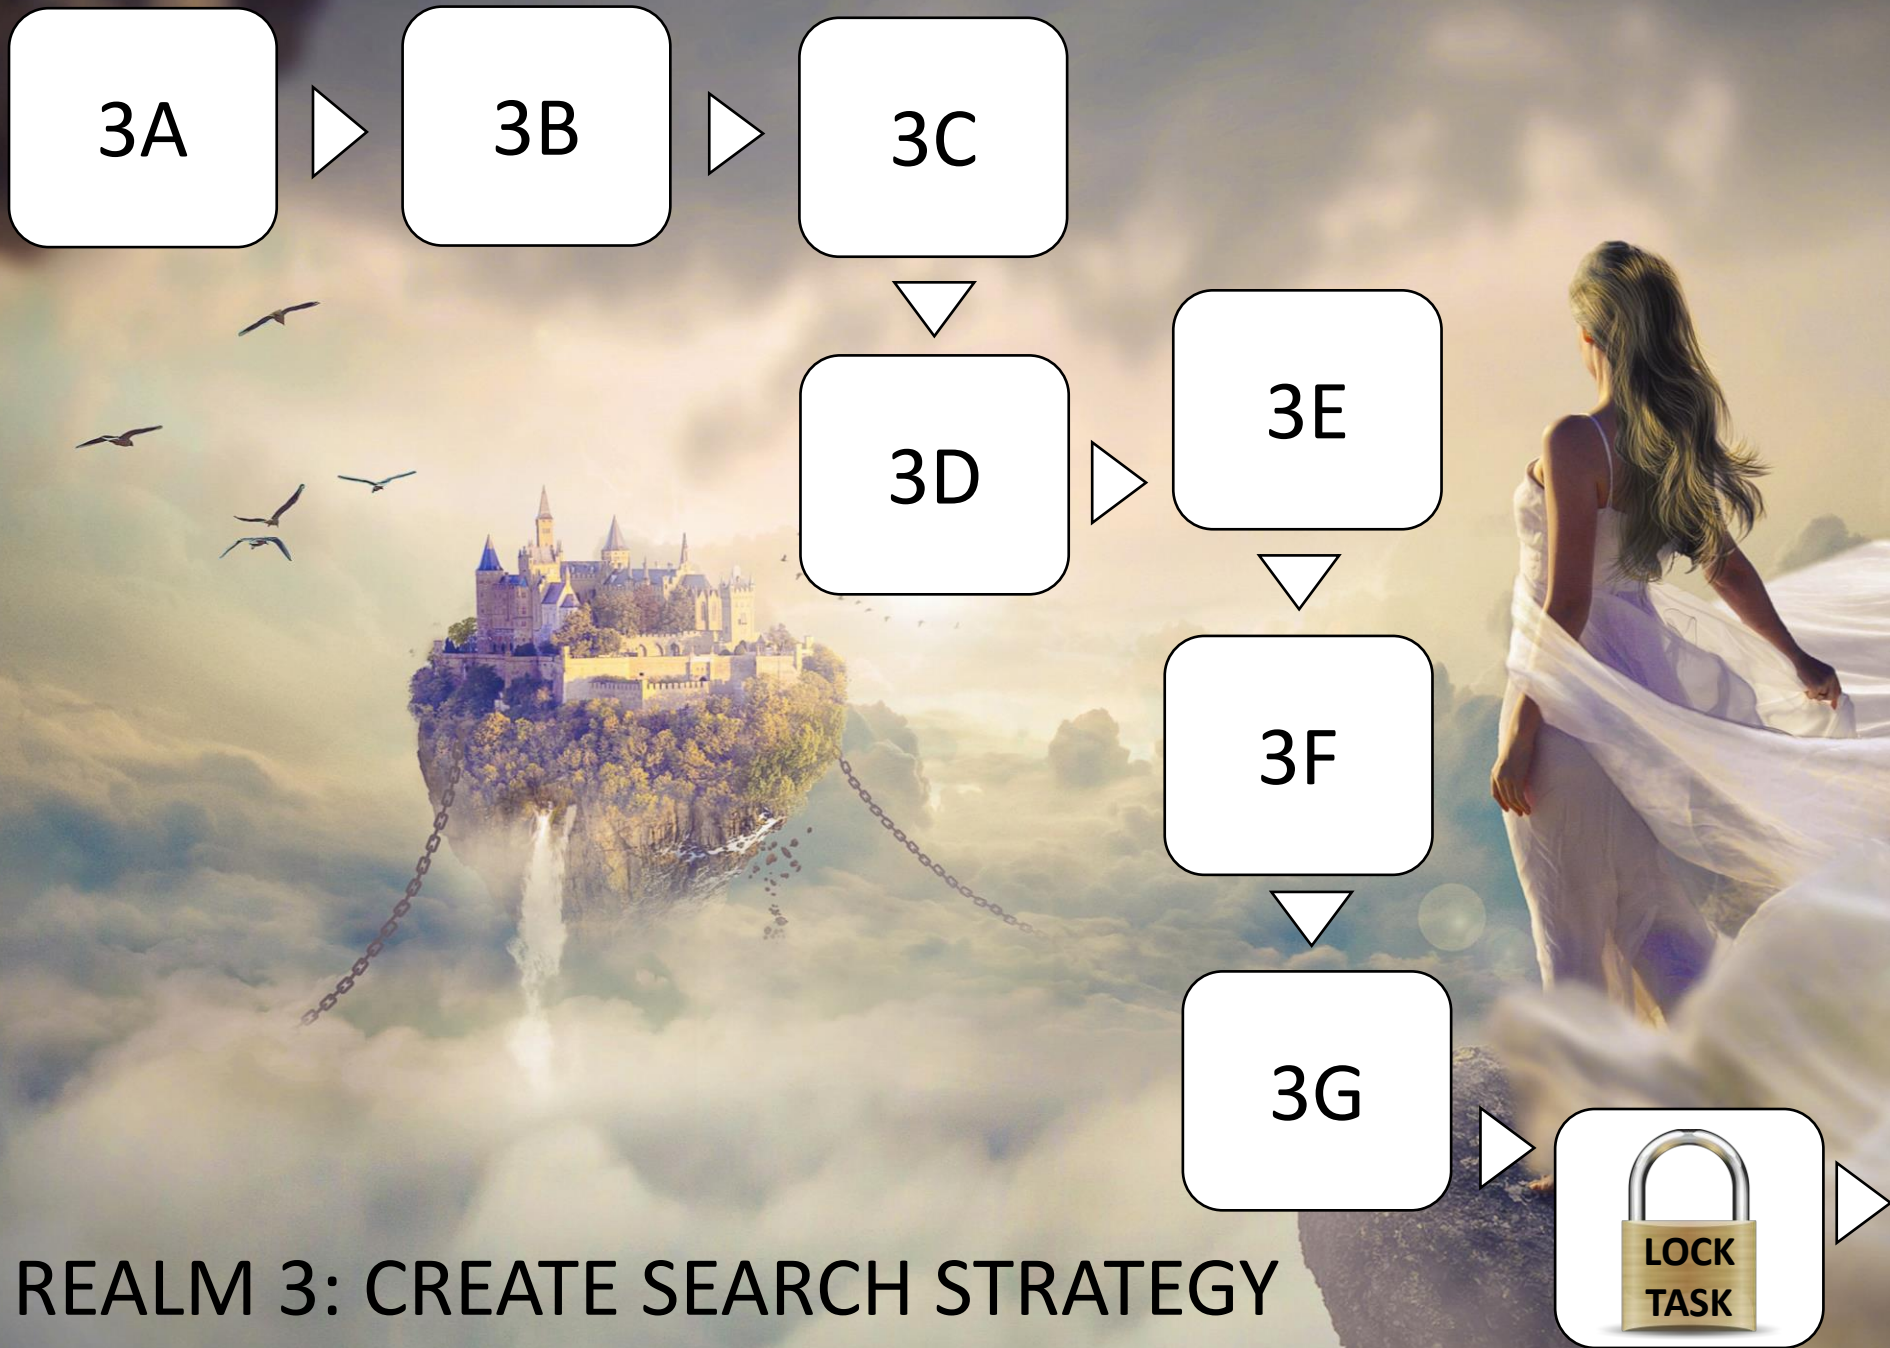 3A
3B
3C
3D
3E
3F
3G
LOCK
TASK
REALM 3: CREATE SEARCH STRATEGY